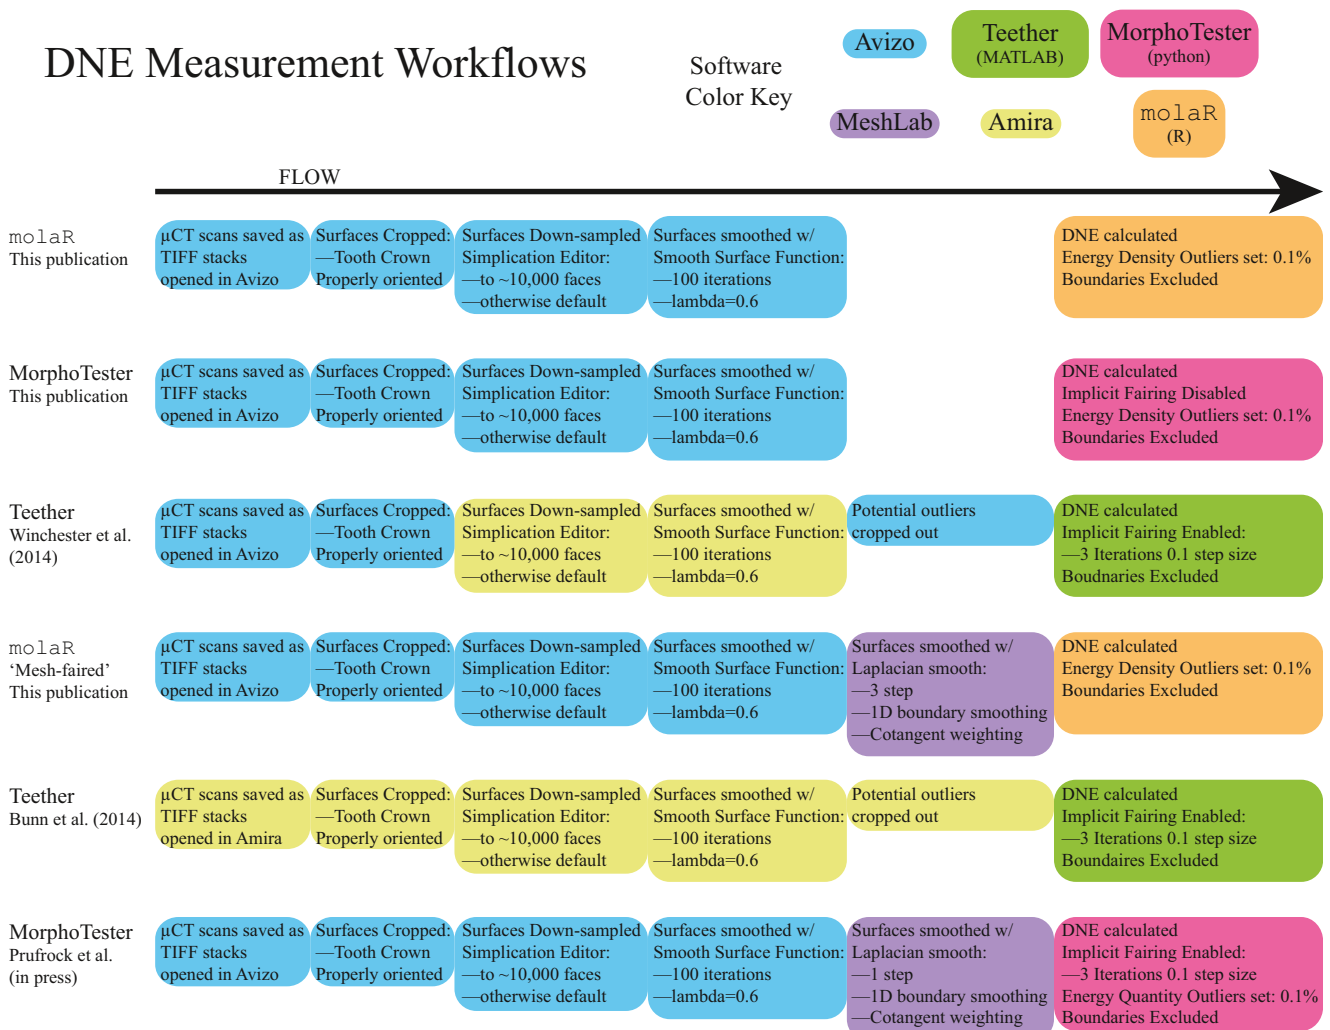 DNE Measurement Workflows
Software
Color Key
Avizo
Teether
(MATLAB)
MorphoTester
(python)
MeshLab
Amira
molaR
(R)
FLOW
molaR
This publication
µCT scans saved as
TIFF stacks
opened in Avizo
Surfaces Cropped:
—Tooth Crown
Properly oriented
Surfaces Down-sampled
Simplication Editor:
—to ~10,000 faces
—otherwise default
Surfaces smoothed w/
Smooth Surface Function:
—100 iterations
—lambda=0.6
DNE calculated
Energy Density Outliers set: 0.1%
Boundaries Excluded
MorphoTester
This publication
µCT scans saved as
TIFF stacks
opened in Avizo
Surfaces Cropped:
—Tooth Crown
Properly oriented
Surfaces Down-sampled
Simplication Editor:
—to ~10,000 faces
—otherwise default
Surfaces smoothed w/
Smooth Surface Function:
—100 iterations
—lambda=0.6
DNE calculated
Implicit Fairing Disabled
Energy Density Outliers set: 0.1%
Boundaries Excluded
Teether
Winchester et al.
(2014)
µCT scans saved as
TIFF stacks
opened in Avizo
Surfaces Cropped:
—Tooth Crown
Properly oriented
Surfaces Down-sampled
Simplication Editor:
—to ~10,000 faces
—otherwise default
Surfaces smoothed w/
Smooth Surface Function:
—100 iterations
—lambda=0.6
Potential outliers
cropped out
DNE calculated
Implicit Fairing Enabled:
—3 Iterations 0.1 step size
Boudnaries Excluded
molaR
‘Mesh-faired’
This publication
µCT scans saved as
TIFF stacks
opened in Avizo
Surfaces Cropped:
—Tooth Crown
Properly oriented
Surfaces Down-sampled
Simplication Editor:
—to ~10,000 faces
—otherwise default
Surfaces smoothed w/
Smooth Surface Function:
—100 iterations
—lambda=0.6
Surfaces smoothed w/
Laplacian smooth:
—3 step
—1D boundary smoothing
—Cotangent weighting
DNE calculated
Energy Density Outliers set: 0.1%
Boundaries Excluded
Teether
Bunn et al. (2014)
µCT scans saved as
TIFF stacks
opened in Amira
Surfaces Cropped:
—Tooth Crown
Properly oriented
Surfaces Down-sampled
Simplication Editor:
—to ~10,000 faces
—otherwise default
Surfaces smoothed w/
Smooth Surface Function:
—100 iterations
—lambda=0.6
Potential outliers
cropped out
DNE calculated
Implicit Fairing Enabled:
—3 Iterations 0.1 step size
Boundaires Excluded
MorphoTester
Prufrock et al.
(in press)
µCT scans saved as
TIFF stacks
opened in Avizo
Surfaces Cropped:
—Tooth Crown
Properly oriented
Surfaces Down-sampled
Simplication Editor:
—to ~10,000 faces
—otherwise default
Surfaces smoothed w/
Smooth Surface Function:
—100 iterations
—lambda=0.6
Surfaces smoothed w/
Laplacian smooth:
—1 step
—1D boundary smoothing
—Cotangent weighting
DNE calculated
Implicit Fairing Enabled:
—3 Iterations 0.1 step size
Energy Quantity Outliers set: 0.1%
Boundaries Excluded